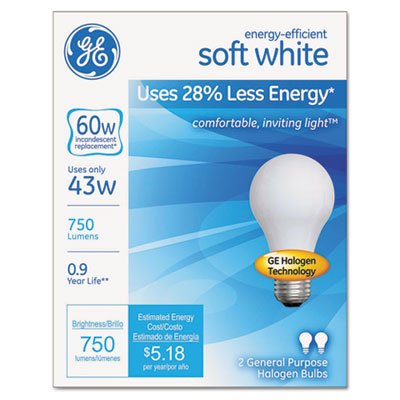 GE
energy-efficient
soft white
Uses 28% Less Energy*
comfortable, inviting light™
60w
incandescent
replacement*
Uses only
43w
750
Lumens
0.9
Year Life**
GE Halogen
Technology
Brightness/Brillo
750
lumens/lúmenes
Estimated Energy
Cost/Costo
Estimado de Energía
$5.18
per year/por año
2 General Purpose
Halogen Bulbs